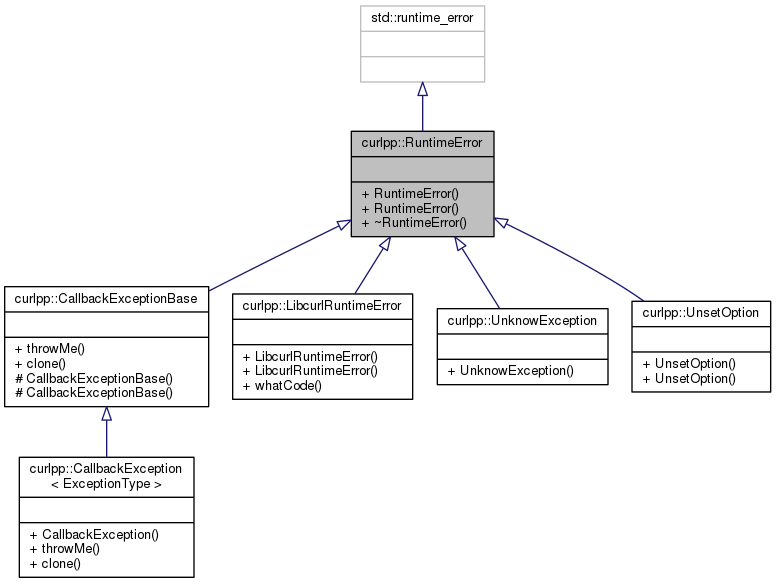 std::runtime_error
curlpp::RuntimeError
+ RuntimeError()
+ RuntimeError()
+ ~RuntimeError()
curlpp::CallbackExceptionBase
+ throwMe()
+ clone()
# CallbackExceptionBase()
# CallbackExceptionBase()
curlpp::LibcurlRuntimeError
+ LibcurlRuntimeError()
+ LibcurlRuntimeError()
+ whatCode()
curlpp::UnknowException
+ UnknowException()
curlpp::UnsetOption
+ UnsetOption()
+ UnsetOption()
curlpp::CallbackException
< ExceptionType >
+ CallbackException()
+ throwMe()
+ clone()